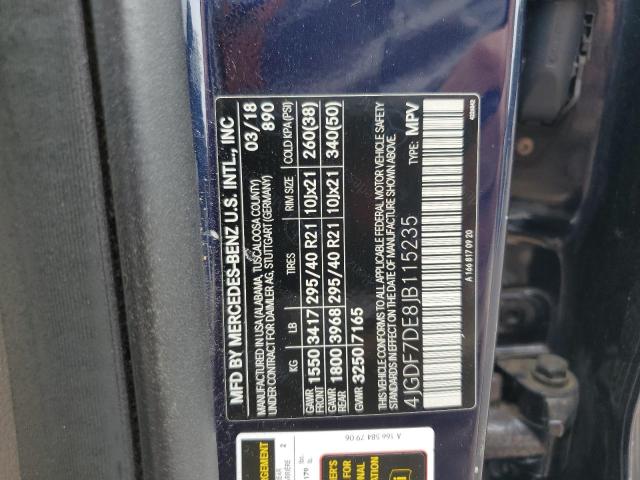 MFD BY MERCEDES-BENZ U.S. INTL., INC
MANUFACTURED IN USA (ALABAMA, TUSCALOOSA COUNTY) 03/18
UNDER CONTRACT FOR DAIMLER AG, STUTTGART (GERMANY) 890
KG LB TIRES RIM SIZE COLD KPA (PSI)
GAWR FRONT 1550 3417 295/40 R21 10Jx21 260(38)
GAWR REAR 1800 3968 295/40 R21 10Jx21 340(50)
GVWR 3250 7165
THIS VEHICLE CONFORMS TO ALL APPLICABLE FEDERAL MOTOR VEHICLE SAFETY
STANDARDS IN EFFECT ON THE DATE OF MANUFACTURE SHOWN ABOVE.
4JGDF7DE8JB115235 TYPE: MPV
A 166 817 09 20
A 166 584 79 06
2